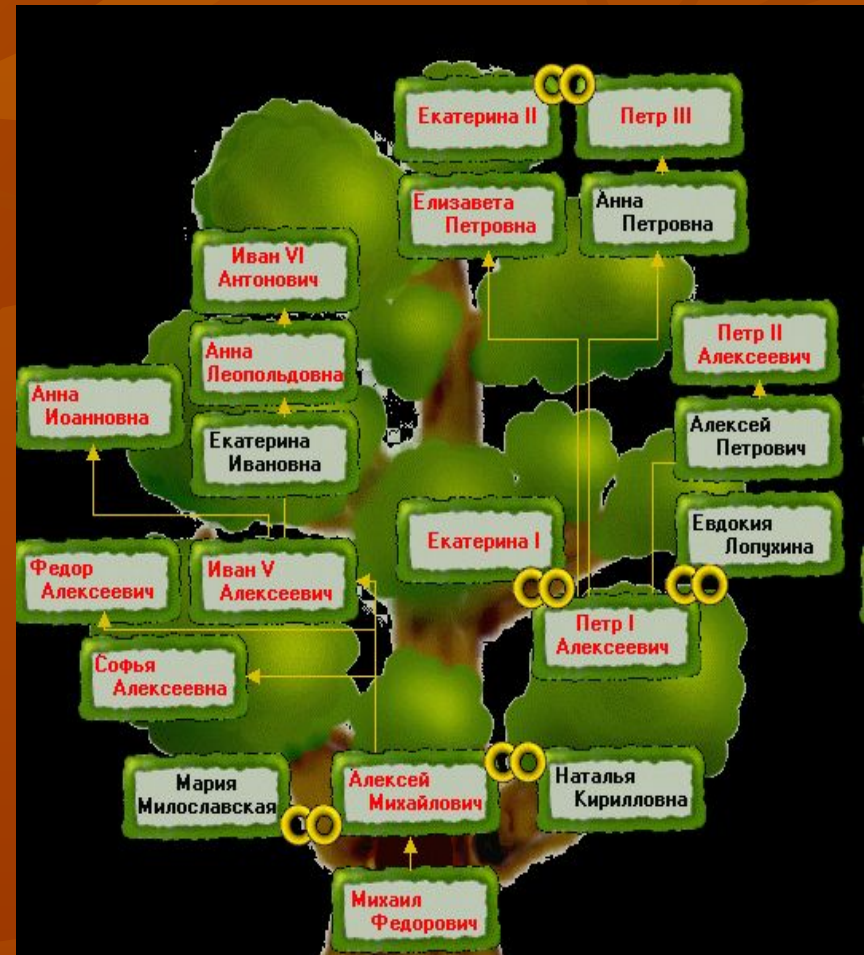 Екатерина II
Петр III
Елизавета
Петровна
Анна
Петровна
Иван VI
Антонович
Петр II
Алексеевич
Анна
Леопольдовна
Анна
Иоанновна
Алексей
Петрович
Екатерина
Ивановна
Евдокия
Лопухина
Екатерина I
Федор
Алексеевич
Иван V
Алексеевич
Петр I
Алексеевич
Софья
Алексеевна
Мария
Милославская
Алексей
Михайлович
Наталья
Кирилловна
Михаил
Федорович